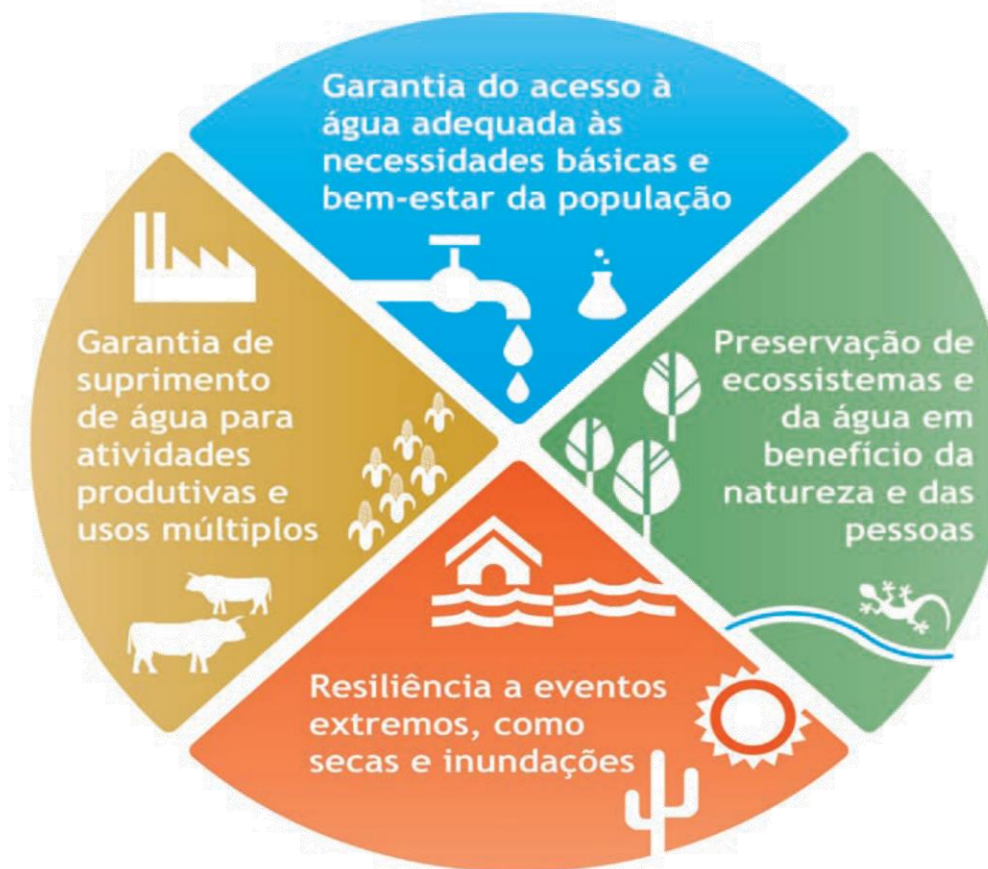 Garantia do acesso à
água adequada às
necessidades básicas e
bem-estar da população
Garantia de
suprimento
de água para
atividades
produtivas e
usos múltiplos
Preservação de
ecossistemas e
da água em
benefício da
natureza e das
pessoas
Resiliência a eventos
extremos, como
secas e inundações